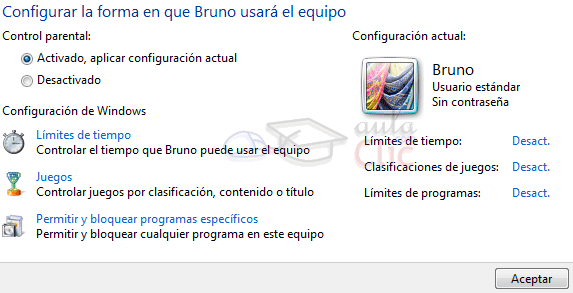 Configurar la forma en que Bruno usará el equipo
Control parental:
Activado, aplicar configuración actual
Desactivado
Configuración de Windows
Límites de tiempo
Controlar el tiempo que Bruno puede usar el equipo
Juegos
Controlar juegos por clasificación, contenido o título
Permitir y bloquear programas específicos
Permitir y bloquear cualquier programa en este equipo
Configuración actual:
Bruno
Usuario estándar
Sin contraseña
Límites de tiempo: Desact.
Clasificaciones de juegos: Desact.
Límites de programas: Desact.
aula
Clic
Aceptar